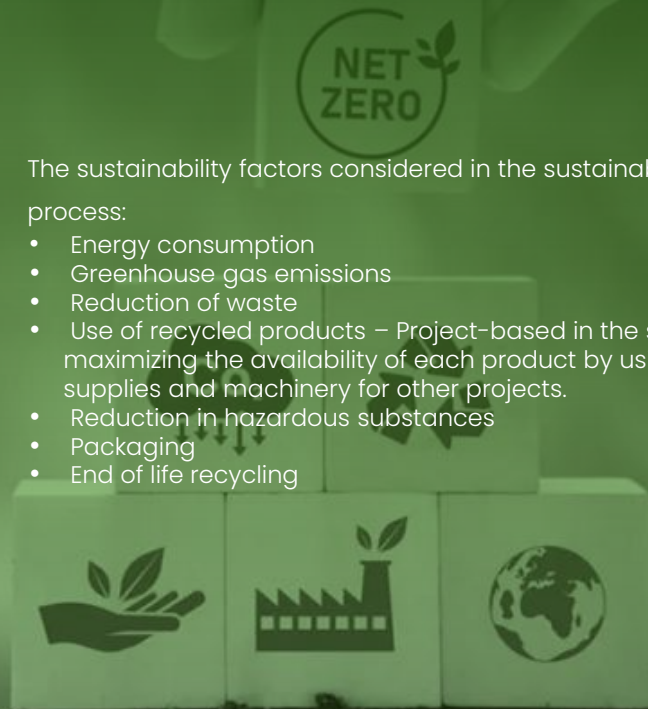 NET
ZERO
The sustainability factors considered in the
process:
• Energy consumption
• Greenhouse gas emissions
• Reduction of waste
• Use of recycled products – Project-based in the
maximizing the availability of each product by
supplies and machinery for other projects.
• Reduction in hazardous substances
• Packaging
• End of life recycling